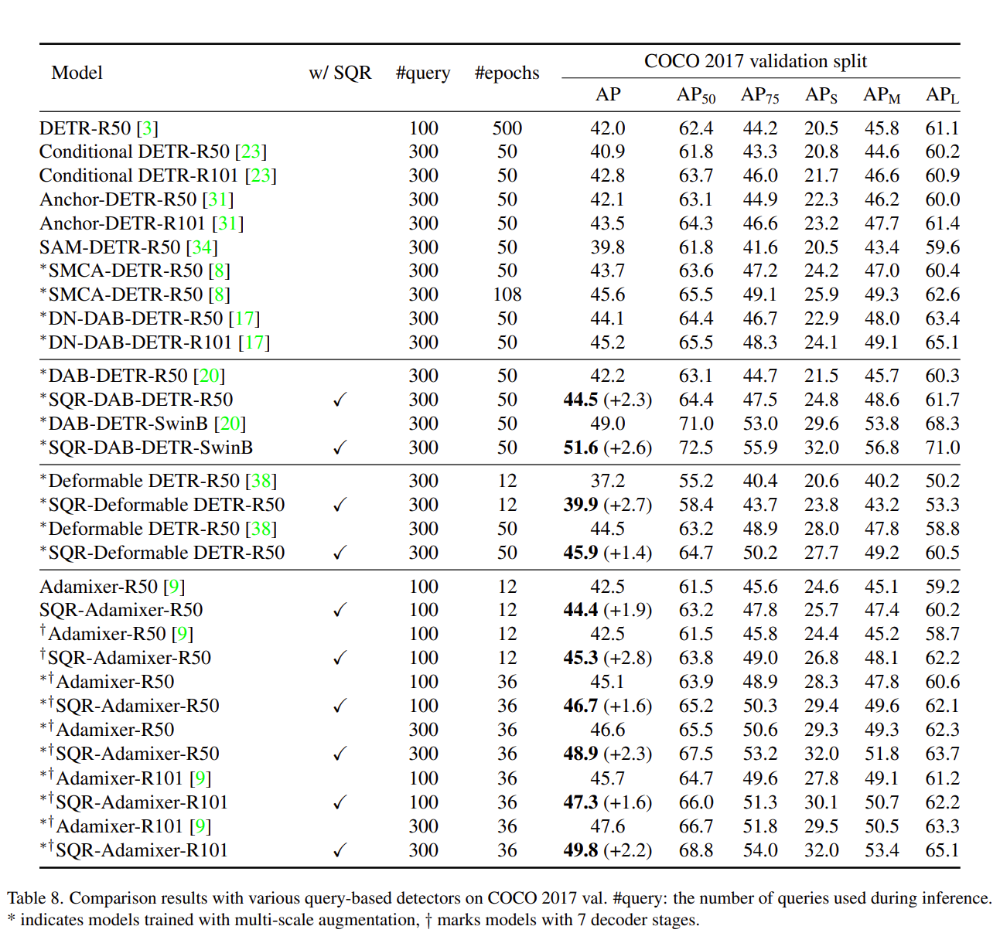 Model w/ SQR #query #epochs COCO 2017 validation split
AP AP50 AP75 APS APM APL
DETR-R50 [3] 100 500 42.0 62.4 44.2 20.5 45.8 61.1
Conditional DETR-R50 [23] 300 50 40.9 61.8 43.3 20.8 44.6 60.2
Conditional DETR-R101 [23] 300 50 42.8 63.7 46.0 21.7 46.6 60.9
Anchor-DETR-R50 [31] 300 50 42.1 63.1 44.9 22.3 46.2 60.0
Anchor-DETR-R101 [31] 300 50 43.5 64.3 46.6 23.2 47.7 61.4
SAM-DETR-R50 [34] 300 50 39.8 61.8 41.6 20.5 43.4 59.6
*SMCA-DETR-R50 [8] 300 50 43.7 63.6 47.2 24.2 47.0 60.4
*SMCA-DETR-R50 [8] 300 108 45.6 65.5 49.1 25.9 49.3 62.6
*DN-DAB-DETR-R50 [17] 300 50 44.1 64.4 46.7 22.9 48.0 63.4
*DN-DAB-DETR-R101 [17] 300 50 45.2 65.5 48.3 24.1 49.1 65.1
*DAB-DETR-R50 [20] 300 50 42.2 63.1 44.7 21.5 45.7 60.3
*SQR-DAB-DETR-R50 ✓ 300 50 44.5 (+2.3) 64.4 47.5 24.8 48.6 61.7
*DAB-DETR-SwinB [20] 300 50 49.0 71.0 53.0 29.6 53.8 68.3
*SQR-DAB-DETR-SwinB ✓ 300 50 51.6 (+2.6) 72.5 55.9 32.0 56.8 71.0
*Deformable DETR-R50 [38] 300 12 37.2 55.2 40.4 20.6 40.2 50.2
*SQR-Deformable DETR-R50 ✓ 300 12 39.9 (+2.7) 58.4 43.7 23.8 43.2 53.3
*Deformable DETR-R50 [38] 300 50 44.5 63.2 48.9 28.0 47.8 58.8
*SQR-Deformable DETR-R50 ✓ 300 50 45.9 (+1.4) 64.7 50.2 27.7 49.2 60.5
Adamixer-R50 [9] 100 12 42.5 61.5 45.6 24.6 45.1 59.2
SQR-Adamixer-R50 ✓ 100 12 44.4 (+1.9) 63.2 47.8 25.7 47.4 60.2
†Adamixer-R50 [9] 100 12 42.5 61.5 45.8 24.4 45.2 58.7
†SQR-Adamixer-R50 ✓ 100 12 45.3 (+2.8) 63.8 49.0 26.8 48.1 62.2
*†Adamixer-R50 100 36 45.1 63.9 48.9 28.3 47.8 60.6
*†SQR-Adamixer-R50 ✓ 100 36 46.7 (+1.6) 65.2 50.3 29.4 49.6 62.1
*†Adamixer-R50 300 36 46.6 65.5 50.6 29.3 49.3 62.3
*†SQR-Adamixer-R50 ✓ 300 36 48.9 (+2.3) 67.5 53.2 32.0 51.8 63.7
*†Adamixer-R101 [9] 100 36 45.7 64.7 49.6 27.8 49.1 61.2
*†SQR-Adamixer-R101 ✓ 100 36 47.3 (+1.6) 66.0 51.3 30.1 50.7 62.2
*†Adamixer-R101 [9] 300 36 47.6 66.7 51.8 29.5 50.5 63.3
*†SQR-Adamixer-R101 ✓ 300 36 49.8 (+2.2) 68.8 54.0 32.0 53.4 65.1
Table 8. Comparison results with various query-based detectors on COCO 2017 val. #query: the number of queries used during inference.
* indicates models trained with multi-scale augmentation, † marks models with 7 decoder stages.